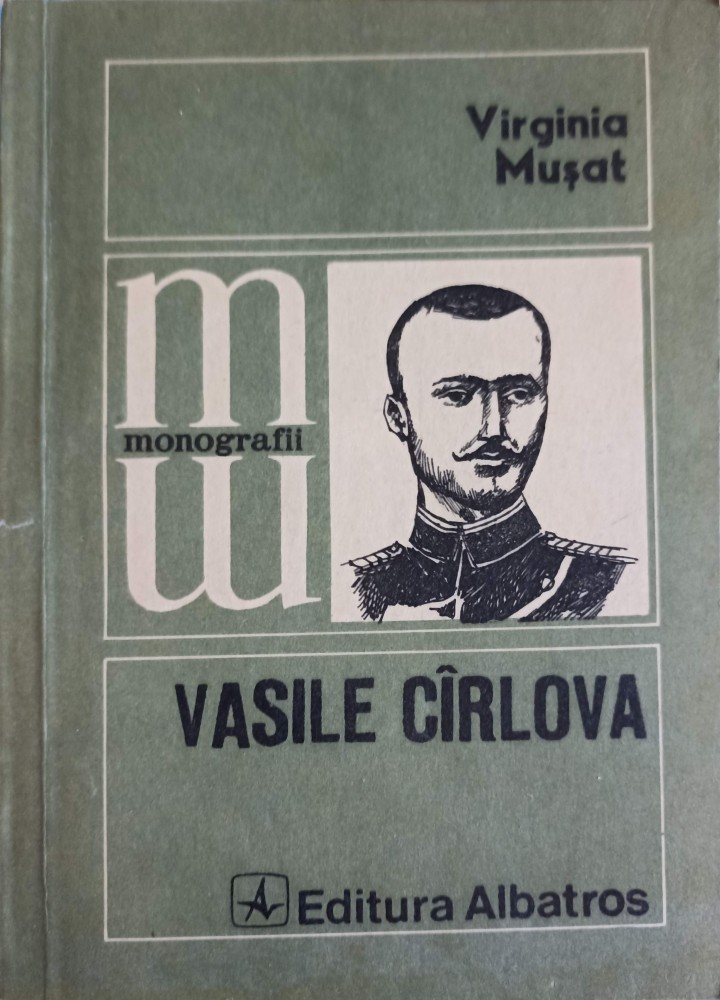 Virginia
Mușat
m
monografii
m
VASILE CÎRLOVA
A Editura Albatros